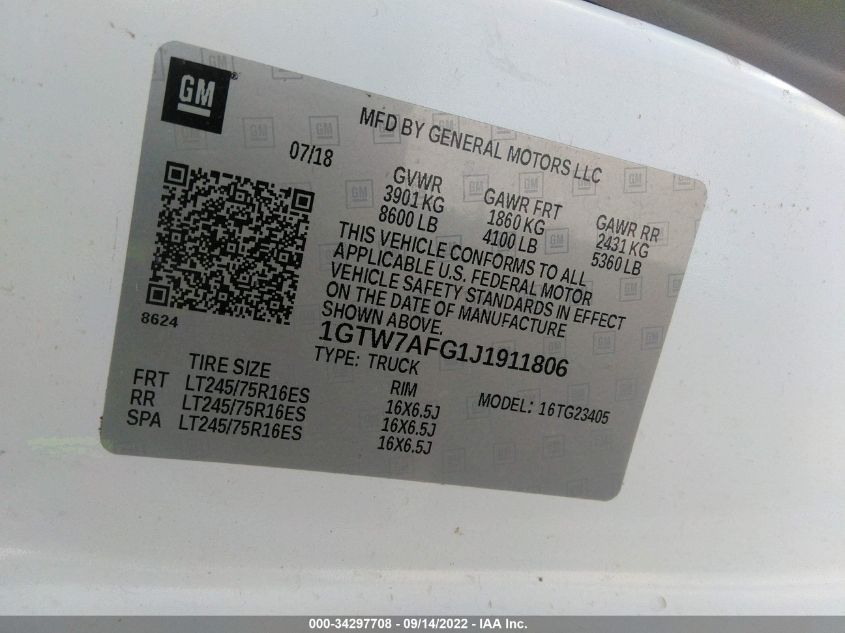 GM
MFD BY GENERAL MOTORS LLC
07/18
GVWR
3901 KG
8600 LB
GAWR FRT
1860 KG
4100 LB
GAWR RR
2431 KG
5360 LB
THIS VEHICLE CONFORMS TO ALL
APPLICABLE U.S. FEDERAL MOTOR
VEHICLE SAFETY STANDARDS IN EFFECT
ON THE DATE OF MANUFACTURE
SHOWN ABOVE.
8624
1GTW7AFG1J1911806
TYPE: TRUCK
MODEL: 16TG23405
TIRE SIZE
RIM
FRT LT245/75R16ES 16X6.5J
RR LT245/75R16ES 16X6.5J
SPA LT245/75R16ES 16X6.5J
000-34297708 - 09/14/2022 - IAA Inc.